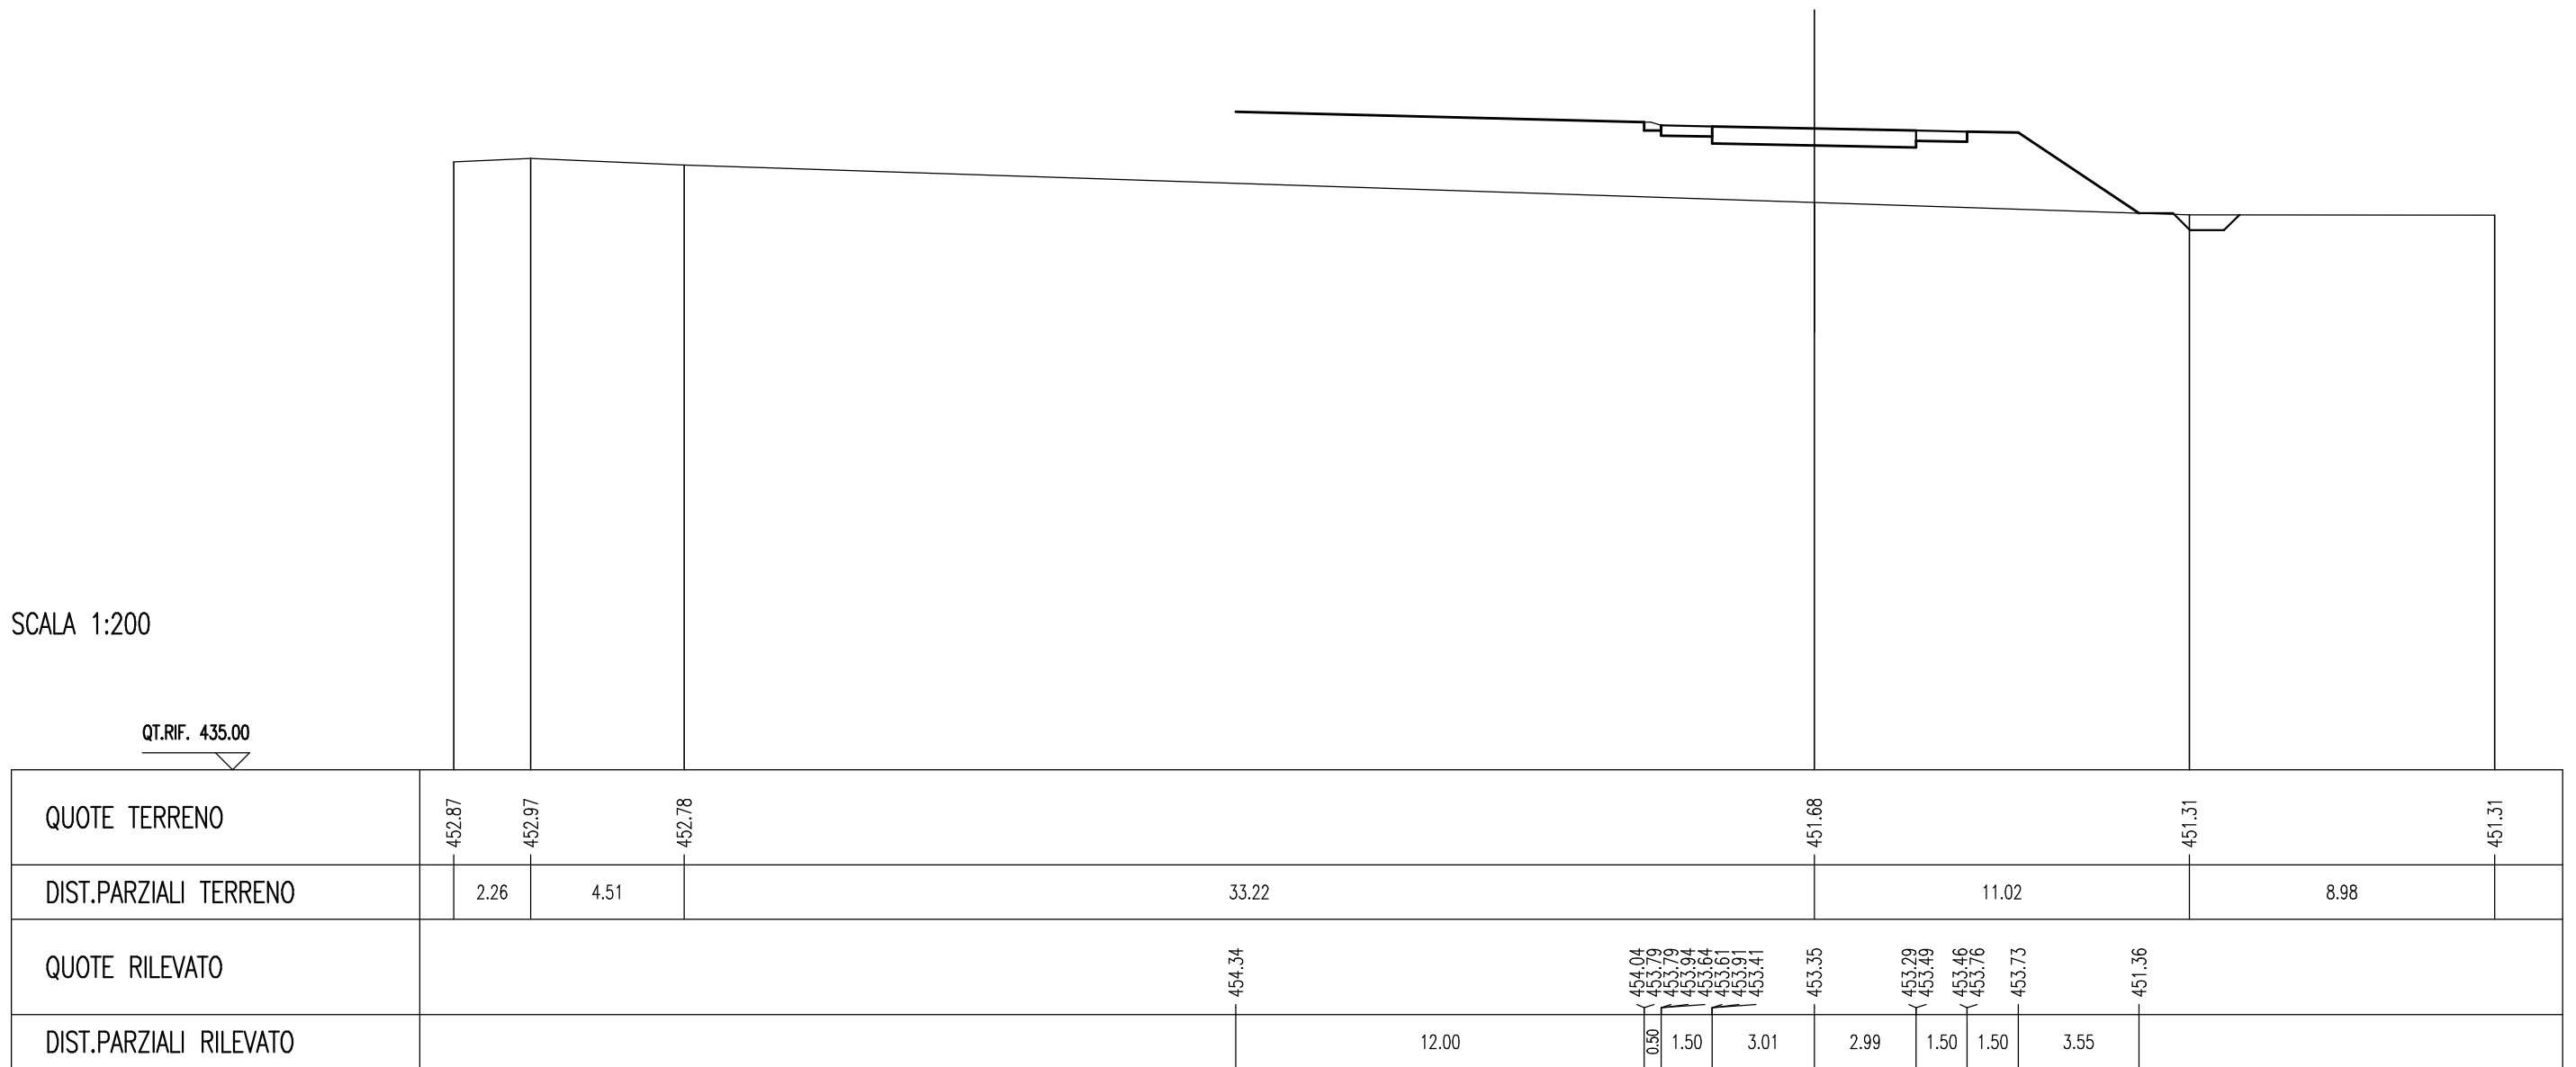 SCALA 1:200
QT.RIF. 435.00
QUOTE TERRENO 452.87 452.97 452.78 451.68 451.31 451.31
DIST.PARZIALI TERRENO 2.26 4.51 33.22 11.02 8.98
QUOTE RILEVATO 454.34 454.04 453.79 453.79 453.94 453.64 453.61 453.91 453.41 453.35 453.29 453.49 453.46 453.76 453.73 451.36
DIST.PARZIALI RILEVATO 12.00 0.50 1.50 3.01 2.99 1.50 1.50 3.55